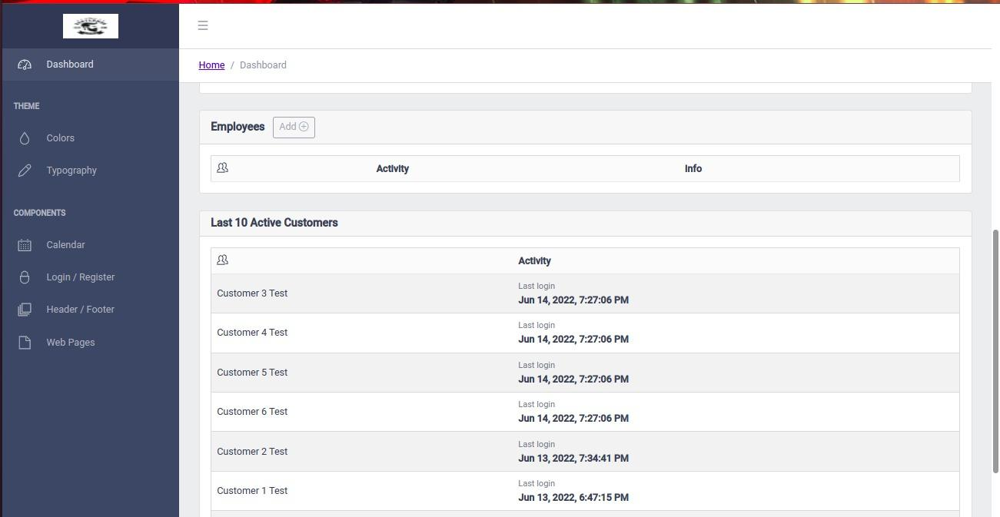 Dashboard
Home / Dashboard
THEME
Colors
Typography
COMPONENTS
Calendar
Login / Register
Header / Footer
Web Pages
Employees Add
Activity Info
Last 10 Active Customers
Activity
Customer 3 Test
Last login
Jun 14, 2022, 7:27:06 PM
Customer 4 Test
Last login
Jun 14, 2022, 7:27:06 PM
Customer 5 Test
Last login
Jun 14, 2022, 7:27:06 PM
Customer 6 Test
Last login
Jun 14, 2022, 7:27:06 PM
Customer 2 Test
Last login
Jun 13, 2022, 7:34:41 PM
Customer 1 Test
Last login
Jun 13, 2022, 6:47:15 PM